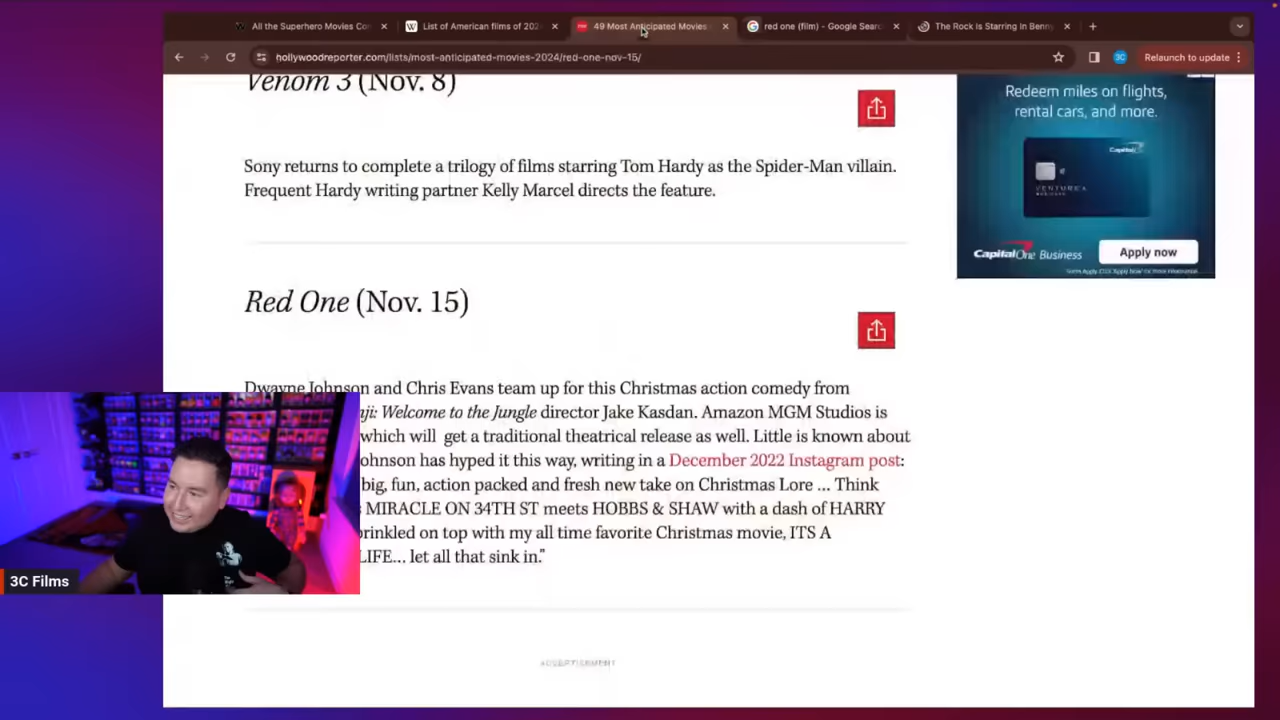 All the Superhero Movies Co
List of American films of 202
49 Most Anticipated Movies
red one (film) - Google Sear
The Rock is Starring in Benny
hollywoodreporter.com/lists/most-anticipated-movies-2024/red-one-nov-15/
3C
Relaunch to update
Venom 3 (Nov. 8)
Sony returns to complete a trilogy of films starring Tom Hardy as the Spider-Man villain.
Frequent Hardy writing partner Kelly Marcel directs the feature.
Redeem miles on flights,
rental cars, and more.
Capital One
VENTURE X
BUSINESS
Capital One Business
Apply now
Red One (Nov. 15)
Dwayne Johnson and Chris Evans team up for this Christmas action comedy from
ji: Welcome to the Jungle director Jake Kasdan. Amazon MGM Studios is
which will get a traditional theatrical release as well. Little is known about
ohnson has hyped it this way, writing in a December 2022 Instagram post:
big, fun, action packed and fresh new take on Christmas Lore ... Think
MIRACLE ON 34TH ST meets HOBBS & SHAW with a dash of HARRY
rinkled on top with my all time favorite Christmas movie, ITS A
LIFE... let all that sink in.”
ADVERTISEMENT
3C Films